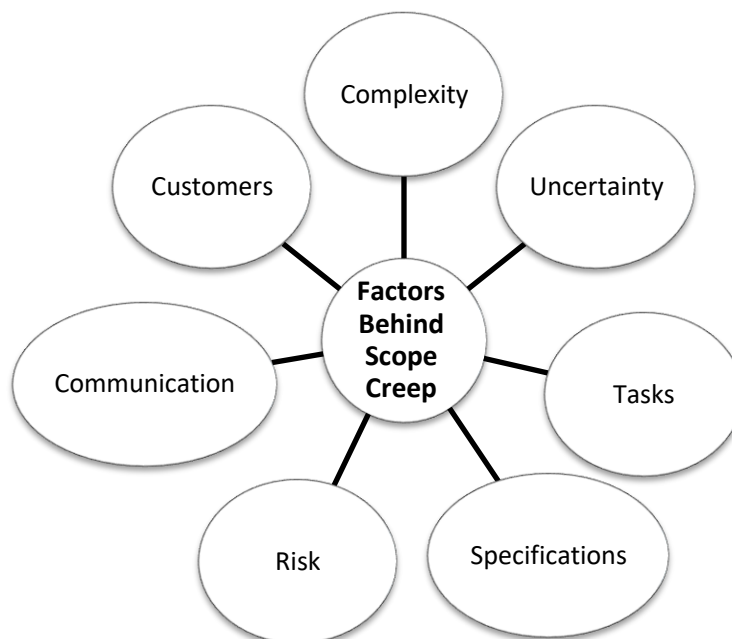 Complexity
Customers
Uncertainty
Factors
Behind
Scope
Creep
Communication
Tasks
Risk
Specifications